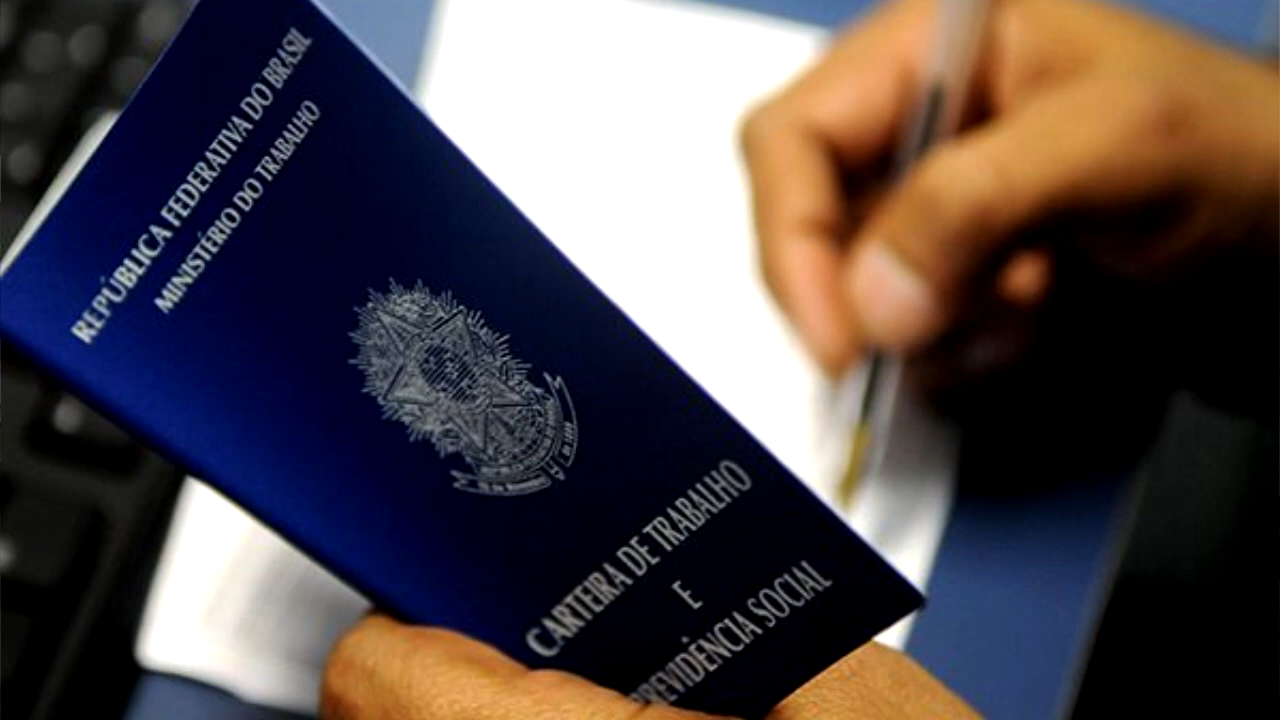 REPÚBLICA FEDERATIVA DO BRASIL
MINISTÉRIO DO TRABALHO
CARTEIRA DE TRABALHO
E
PREVIDÊNCIA SOCIAL